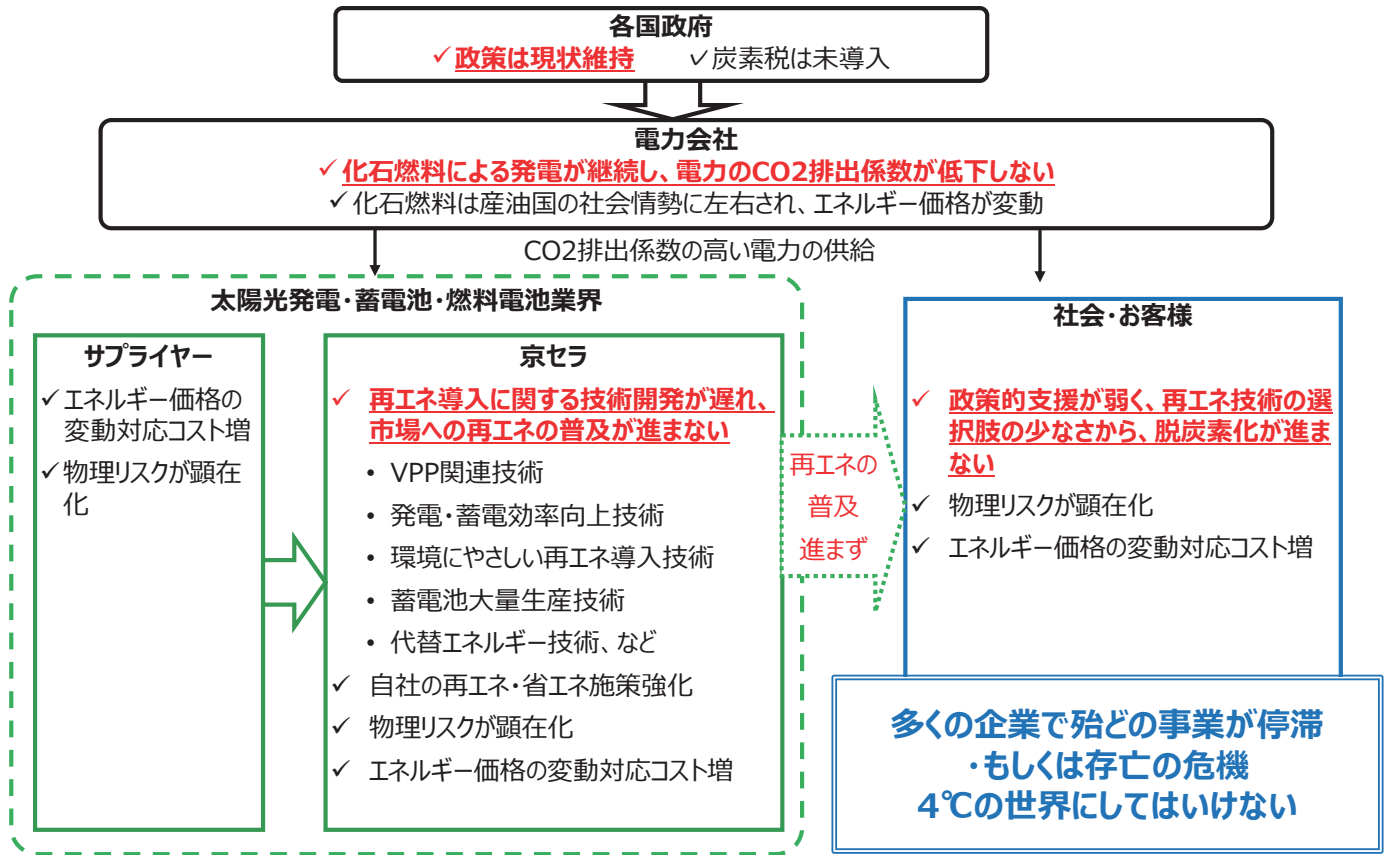 各国政府
✓政策は現状維持 ✓炭素税は未導入
電力会社
✓化石燃料による発電が継続し、電力のCO2排出係数が低下しない
✓化石燃料は産油国の社会情勢に左右され、エネルギー価格が変動
CO2排出係数の高い電力の供給
太陽光発電・蓄電池・燃料電池業界
サプライヤー
✓エネルギー価格の
変動対応コスト増
✓物理リスクが顕在
化
京セラ
✓ 再エネ導入に関する技術開発が遅れ、
市場への再エネの普及が進まない
• VPP関連技術
• 発電・蓄電効率向上技術
• 環境にやさしい再エネ導入技術
• 蓄電池大量生産技術
• 代替エネルギー技術、など
✓ 自社の再エネ・省エネ施策強化
✓ 物理リスクが顕在化
✓ エネルギー価格の変動対応コスト増
再エネの
普及
進まず
社会・お客様
✓ 政策的支援が弱く、再エネ技術の選
択肢の少なさから、脱炭素化が進ま
ない
✓ 物理リスクが顕在化
✓ エネルギー価格の変動対応コスト増
多くの企業で殆どの事業が停滞
・もしくは存亡の危機
4℃の世界にしてはいけない